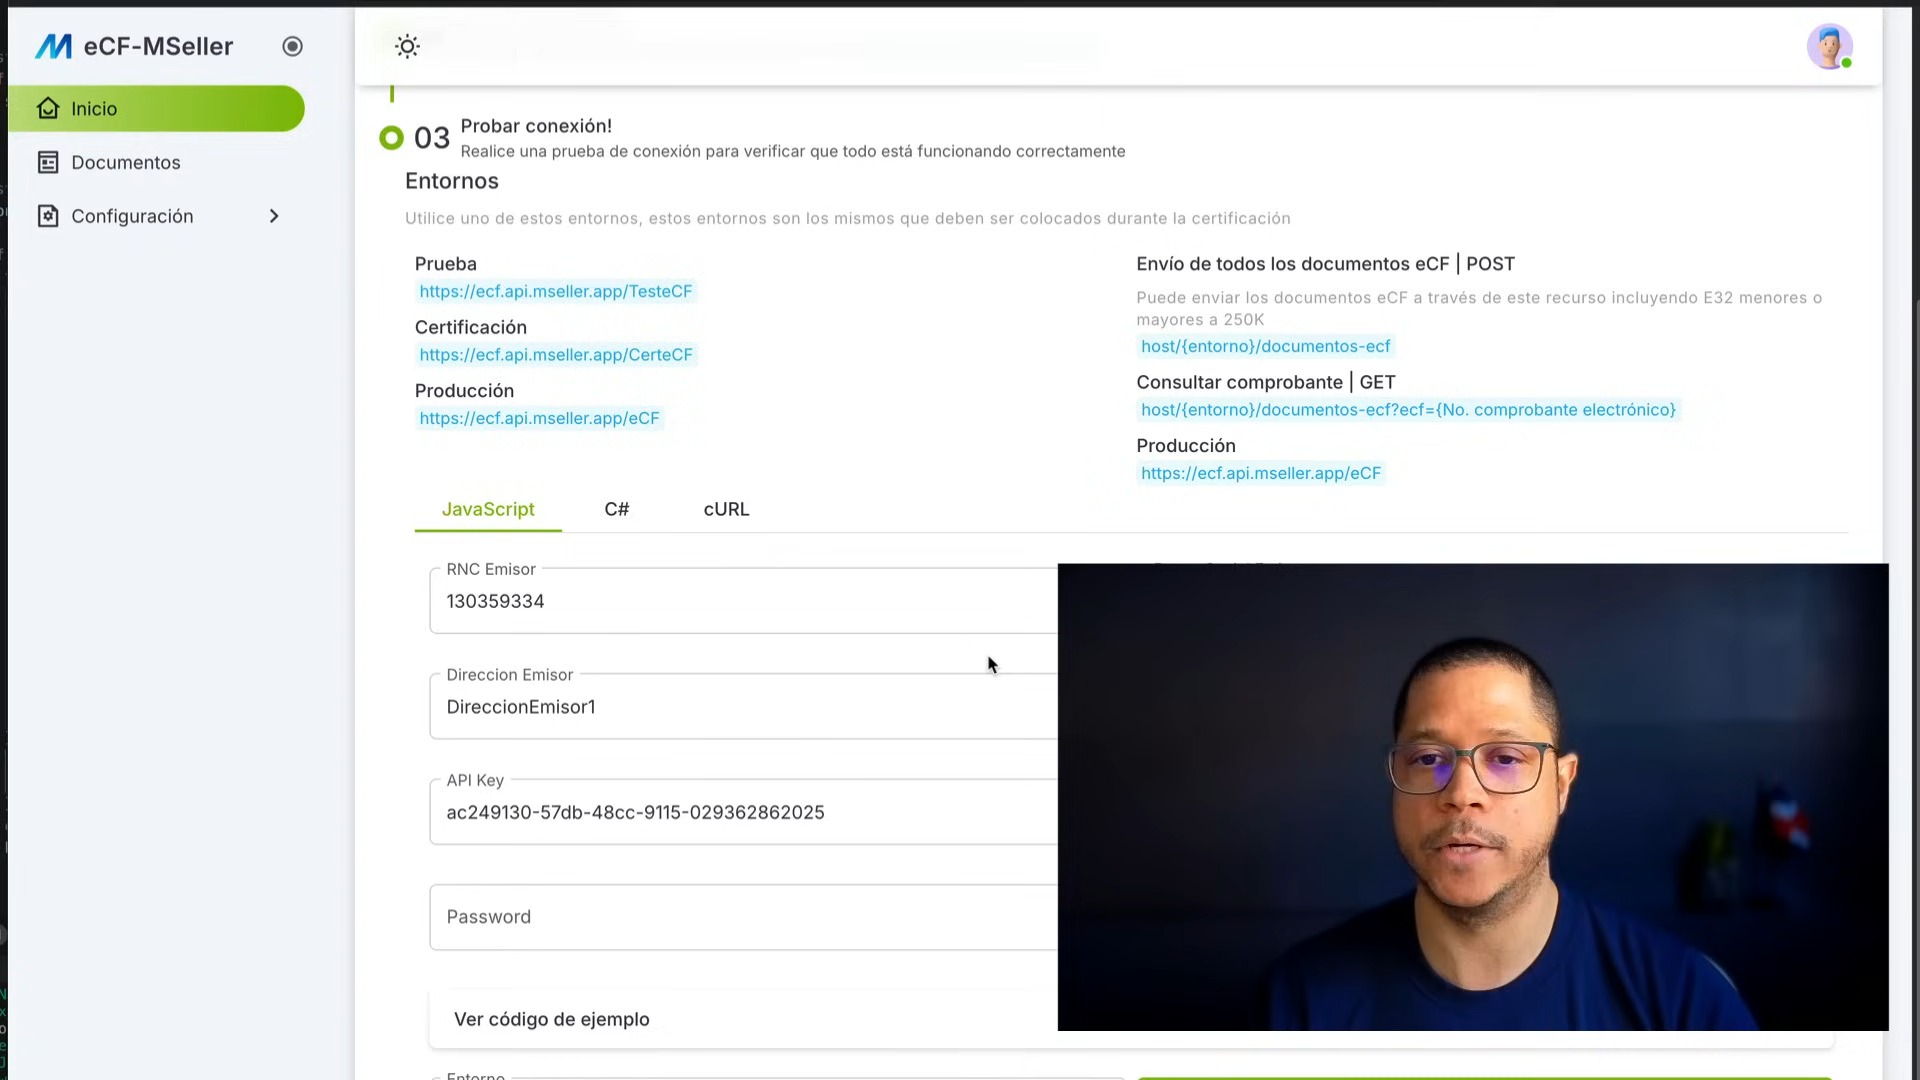 eCF-MSeller
Inicio
Documentos
Configuración
03
Probar conexión!
Realice una prueba de conexión para verificar que todo está funcionando correctamente
Entornos
Utilice uno de estos entornos, estos entornos son los mismos que deben ser colocados durante la certificación
Prueba
https://ecf.api.mseller.app/TesteCF
Certificación
https://ecf.api.mseller.app/CerteCF
Producción
https://ecf.api.mseller.app/eCF
Envío de todos los documentos eCF | POST
Puede enviar los documentos eCF a través de este recurso incluyendo E32 menores o
mayores a 250K
host/{entorno}/documentos-ecf
Consultar comprobante | GET
host/{entorno}/documentos-ecf?ecf={No. comprobante electrónico}
Producción
https://ecf.api.mseller.app/eCF
JavaScript
C#
cURL
RNC Emisor
130359334
Direccion Emisor
DireccionEmisor1
API Key
ac249130-57db-48cc-9115-029362862025
Password
Ver código de ejemplo
Entorno